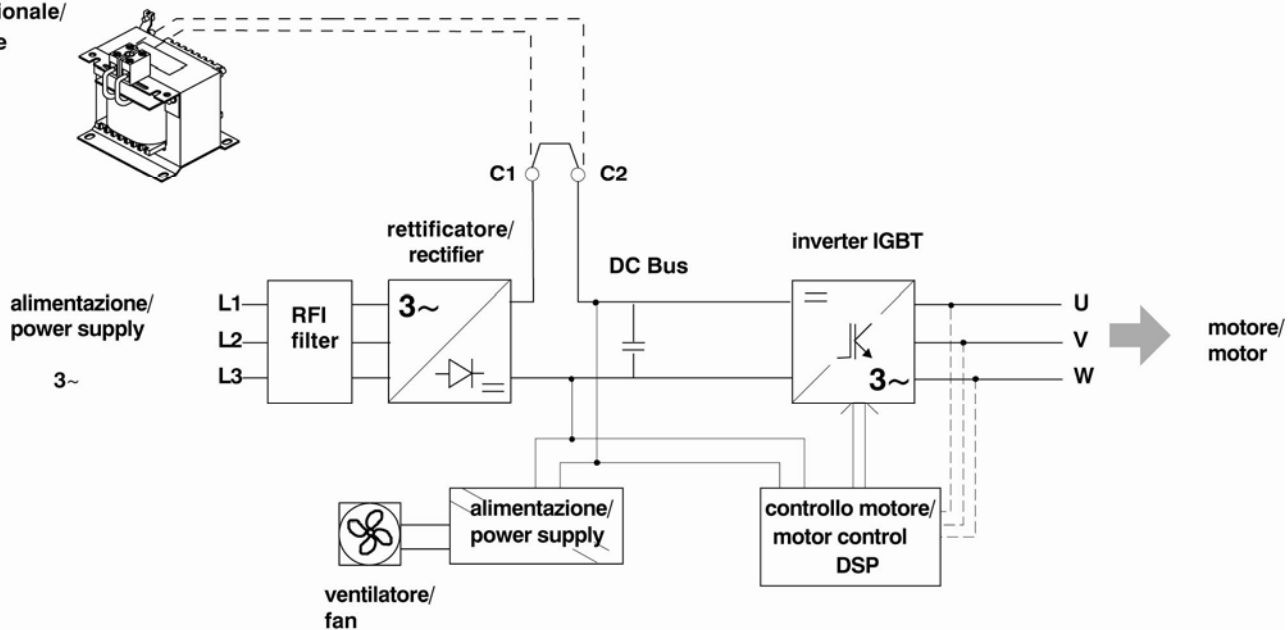 C1
C2
rettificatore/
rectifier
DC Bus
inverter IGBT
alimentazione/
power supply
3~
L1
L2
L3
RFI
filter
3~
3~
U
V
W
motore/
motor
alimentazione/
power supply
controllo motore/
motor control
DSP
ventilatore/
fan